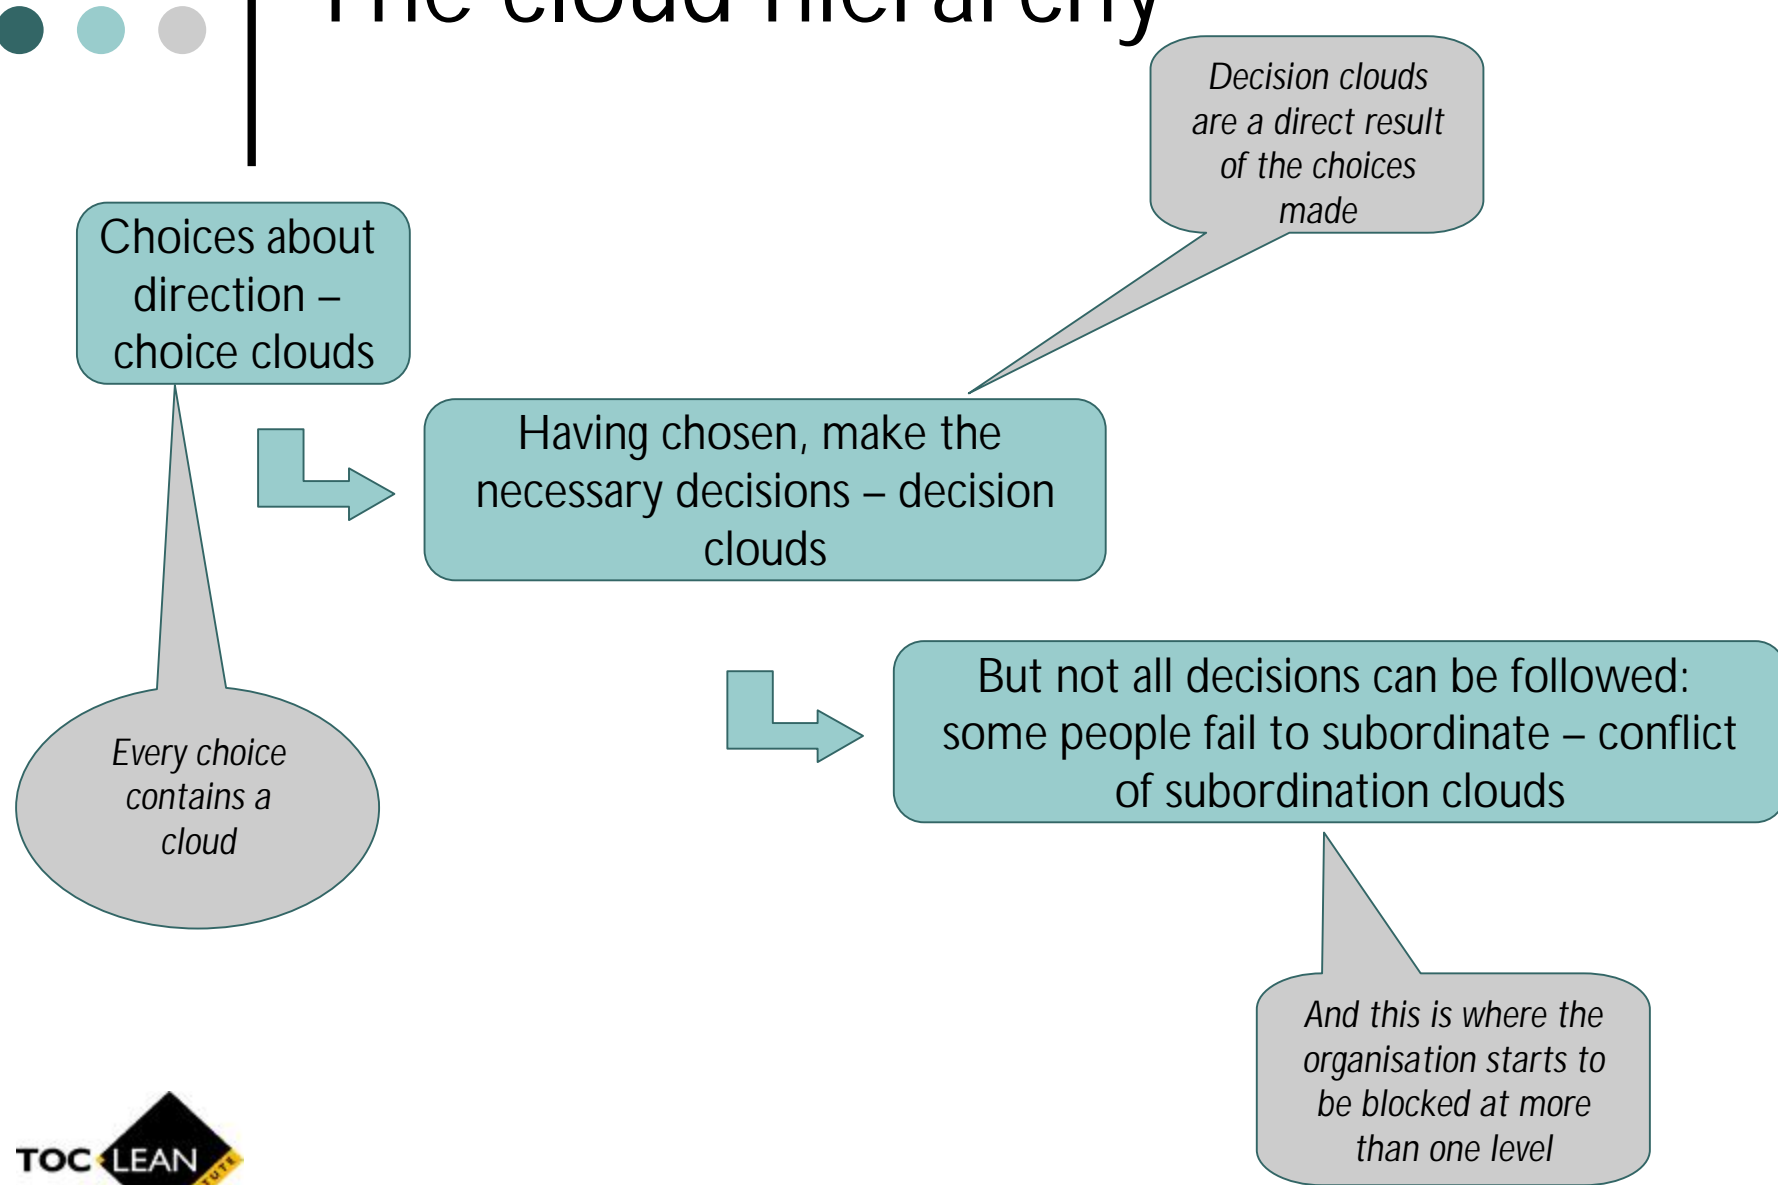 The cloud hierarchy
Decision clouds
are a direct result
of the choices
made
Choices about
direction –
choice clouds
Having chosen, make the
necessary decisions – decision
clouds
But not all decisions can be followed:
some people fail to subordinate – conflict
of subordination clouds
Every choice
contains a
cloud
And this is where the
organisation starts to
be blocked at more
than one level
TOC LEAN